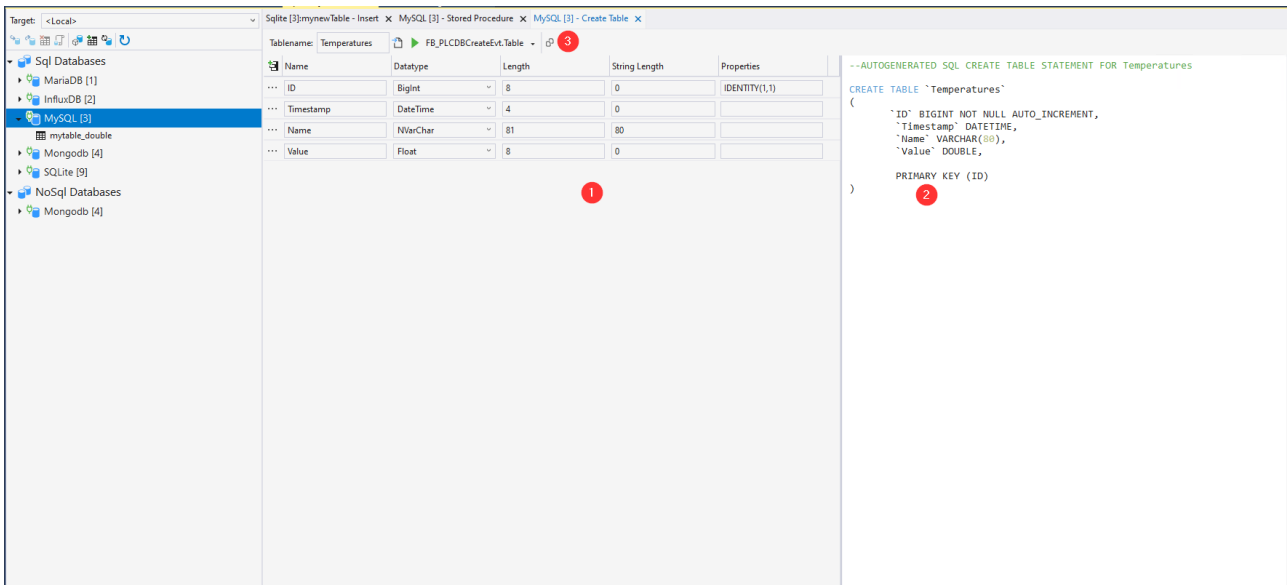 Target: <Local>
Sql Databases
MariaDB [1]
InfluxDB [2]
MySQL [3]
mytable_double
Mongodb [4]
SQLite [9]
NoSql Databases
Mongodb [4]
Sqlite [3]:mynewTable - Insert MySQL [3] - Stored Procedure MySQL [3] - Create Table
Tablename: Temperatures FB_PLCDBCreateEvt.Table 3
Name Datatype Length String Length Properties
ID BigInt 8 0 IDENTITY(1,1)
Timestamp DateTime 4 0
Name NVarChar 81 80
Value Float 8 0
1
--AUTOGENERATED SQL CREATE TABLE STATEMENT FOR Temperatures
CREATE TABLE `Temperatures`
(
`ID` BIGINT NOT NULL AUTO_INCREMENT,
`Timestamp` DATETIME,
`Name` VARCHAR(80),
`Value` DOUBLE,
PRIMARY KEY (ID)
)
2